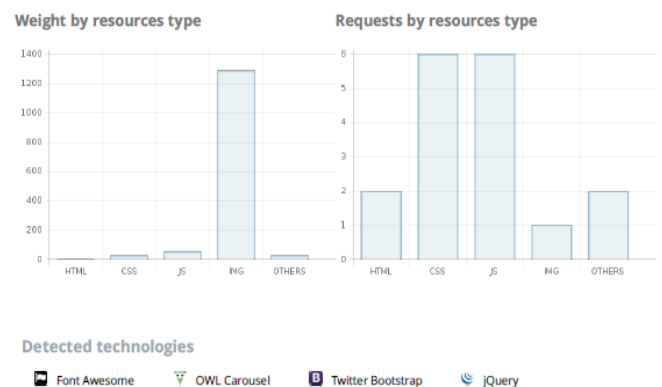 Weight by resources type
1400
1200
1000
800
600
400
200
0
HTML CSS JS IMG OTHERS
Requests by resources type
6
5
4
3
2
1
0
HTML CSS JS IMG OTHERS
Detected technologies
Font Awesome OWL Carousel B Twitter Bootstrap jQuery